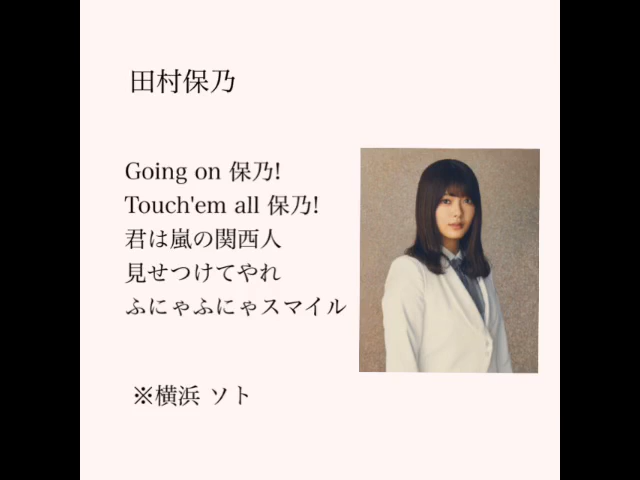 田村保乃
Going on 保乃!
Touch'em all 保乃!
君は嵐の関西人
見せつけてやれ
ふにゃふにゃスマイル
※横浜 ソト